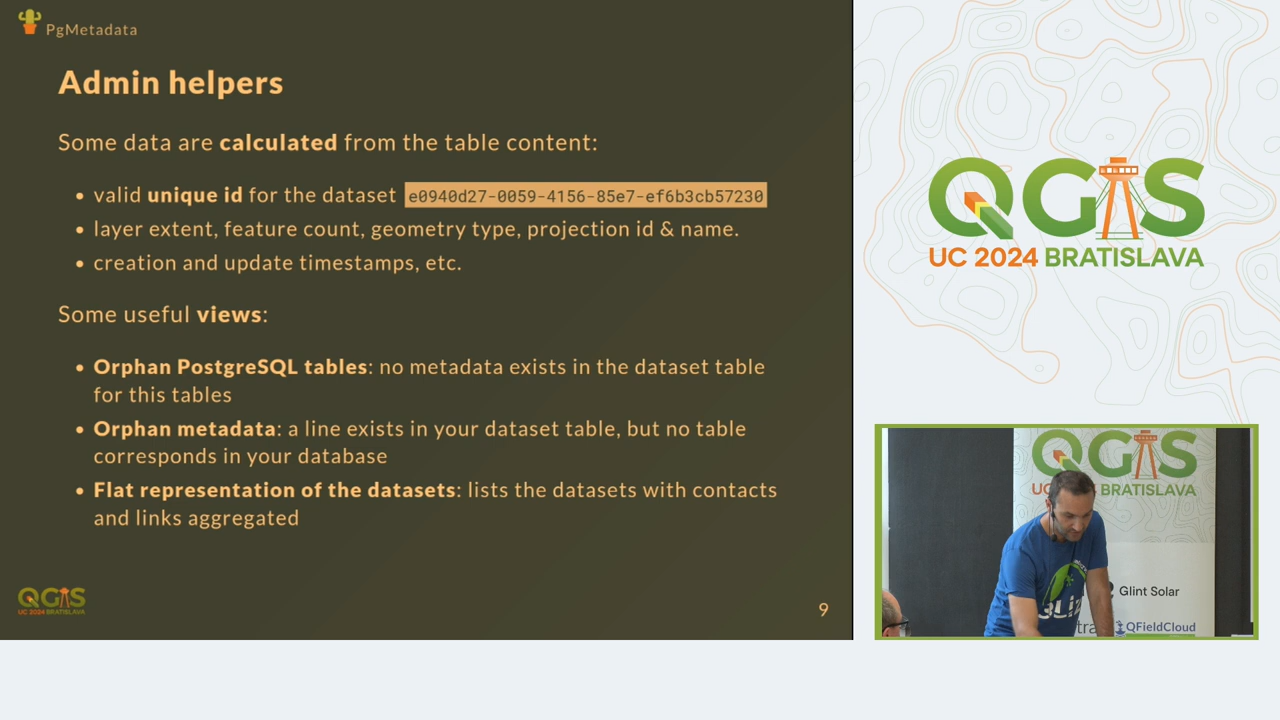 PgMetadata
Admin helpers
Some data are calculated from the table content:
• valid unique id for the dataset e0940d27-0059-4156-85e7-ef6b3cb57230
• layer extent, feature count, geometry type, projection id & name.
• creation and update timestamps, etc.
Some useful views:
• Orphan PostgreSQL tables: no metadata exists in the dataset table
for this tables
• Orphan metadata: a line exists in your dataset table, but no table
corresponds in your database
• Flat representation of the datasets: lists the datasets with contacts
and links aggregated
QGIS
UC 2024 BRATISLAVA
9
QGIS
UC 2024 BRATISLAVA
QGIS
BRATISLAVA
Glint Solar
QFieldCloud